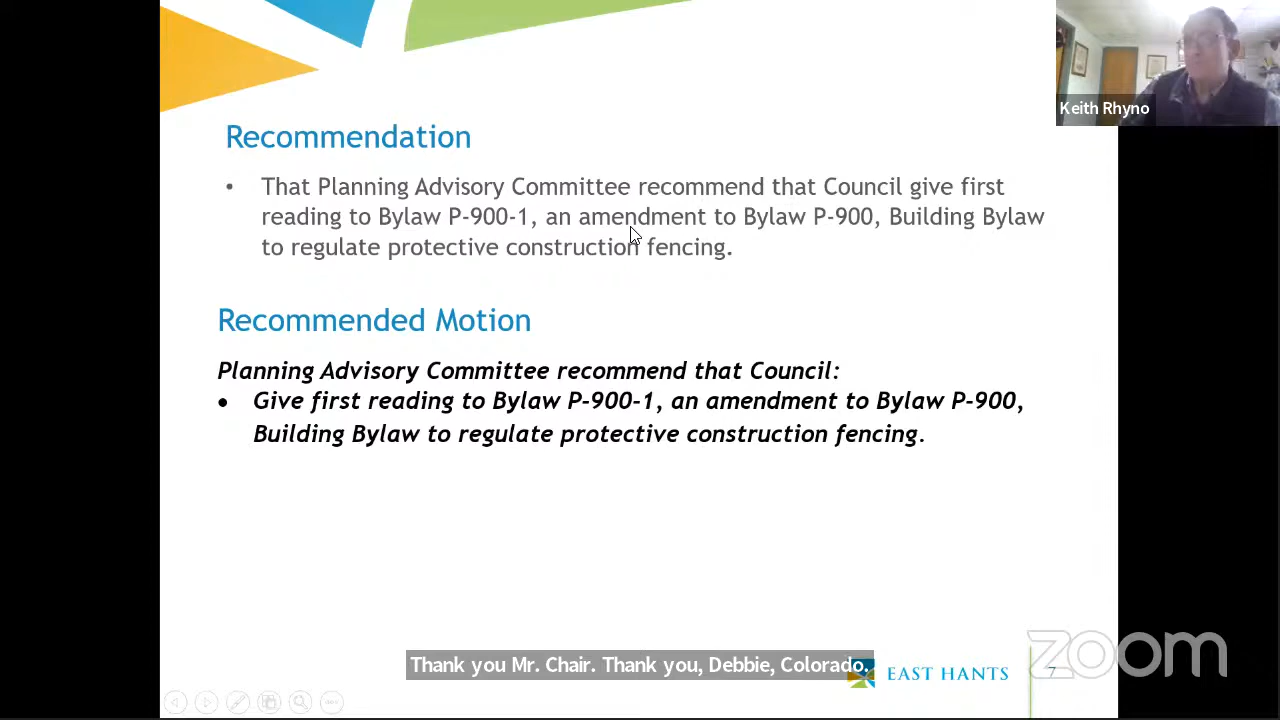 Keith Rhyno
Recommendation
• That Planning Advisory Committee recommend that Council give first
reading to Bylaw P-900-1, an amendment to Bylaw P-900, Building Bylaw
to regulate protective construction fencing.
Recommended Motion
Planning Advisory Committee recommend that Council:
• Give first reading to Bylaw P-900-1, an amendment to Bylaw P-900,
Building Bylaw to regulate protective construction fencing.
Thank you Mr. Chair. Thank you, Debbie, Colorado.
EAST HANTS
7
zoom